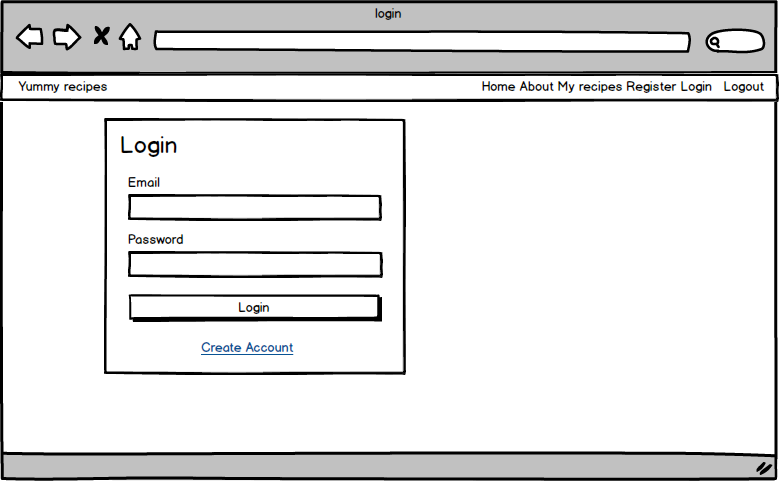 login
Yummy recipes Home About My recipes Register Login Logout
Login
Email
Password
Login
Create Account